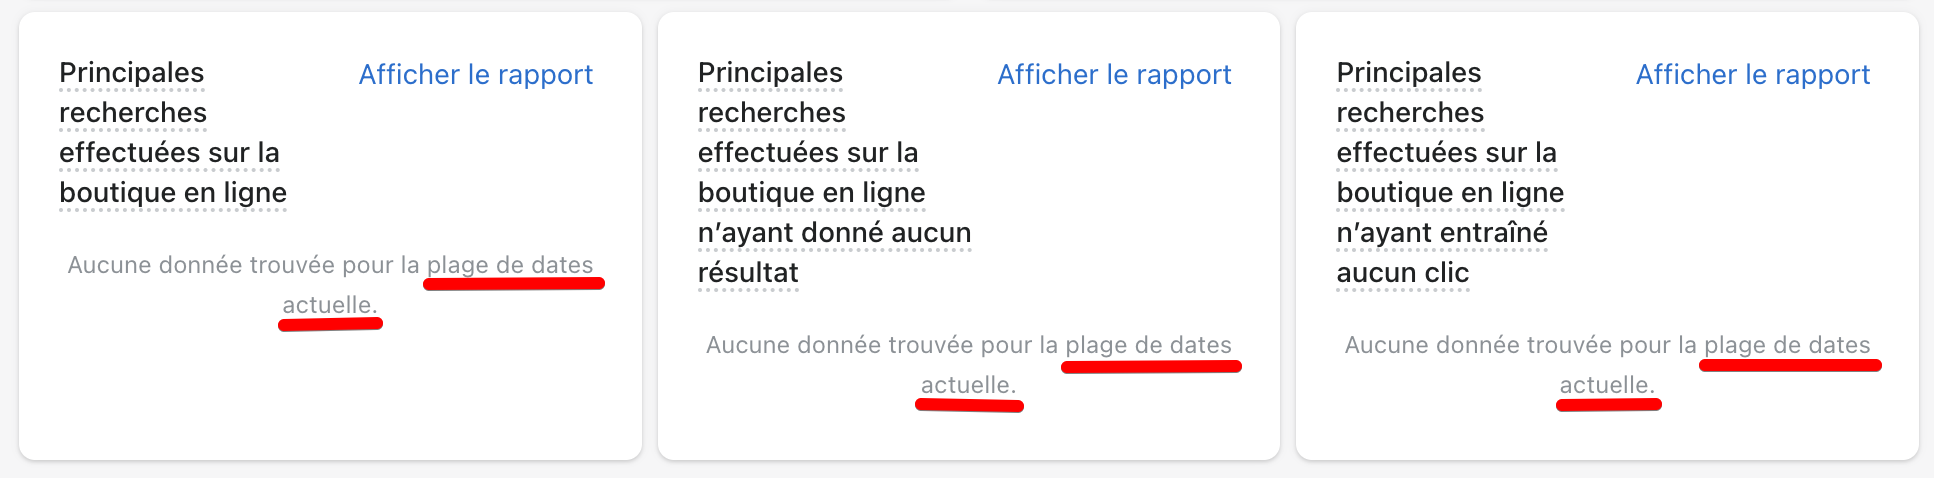 Principales
recherches
effectuées sur la
boutique en ligne
Afficher le rapport
Aucune donnée trouvée pour la plage de dates
actuelle.
Principales
recherches
effectuées sur la
boutique en ligne
n’ayant donné aucun
résultat
Afficher le rapport
Aucune donnée trouvée pour la plage de dates
actuelle.
Principales
recherches
effectuées sur la
boutique en ligne
n’ayant entraîné
aucun clic
Afficher le rapport
Aucune donnée trouvée pour la plage de dates
actuelle.